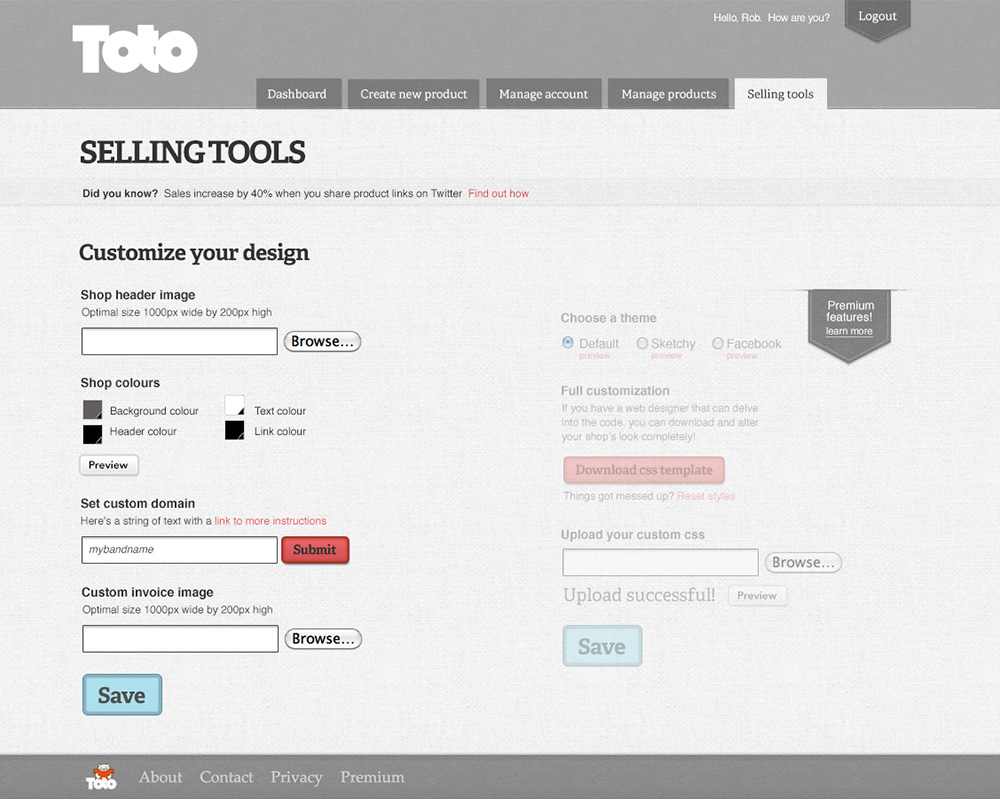 Hello, Rob. How are you?
Logout
Toto
Dashboard
Create new product
Manage account
Manage products
Selling tools
SELLING TOOLS
Did you know? Sales increase by 40% when you share product links on Twitter Find out how
Customize your design
Shop header image
Optimal size 1000px wide by 200px high
Browse...
Shop colours
Background colour
Text colour
Header colour
Link colour
Preview
Set custom domain
Here's a string of text with a link to more instructions
mybandname
Submit
Custom invoice image
Optimal size 1000px wide by 200px high
Browse...
Save
Premium
features!
learn more
Choose a theme
Default
Sketchy
Facebook
preview
preview
preview
Full customization
If you have a web designer that can delve
into the code, you can download and alter
your shop's look completely!
Download css template
Things got messed up? Reset styles
Upload your custom css
Browse...
Upload successful!
Preview
Save
Toto
About
Contact
Privacy
Premium